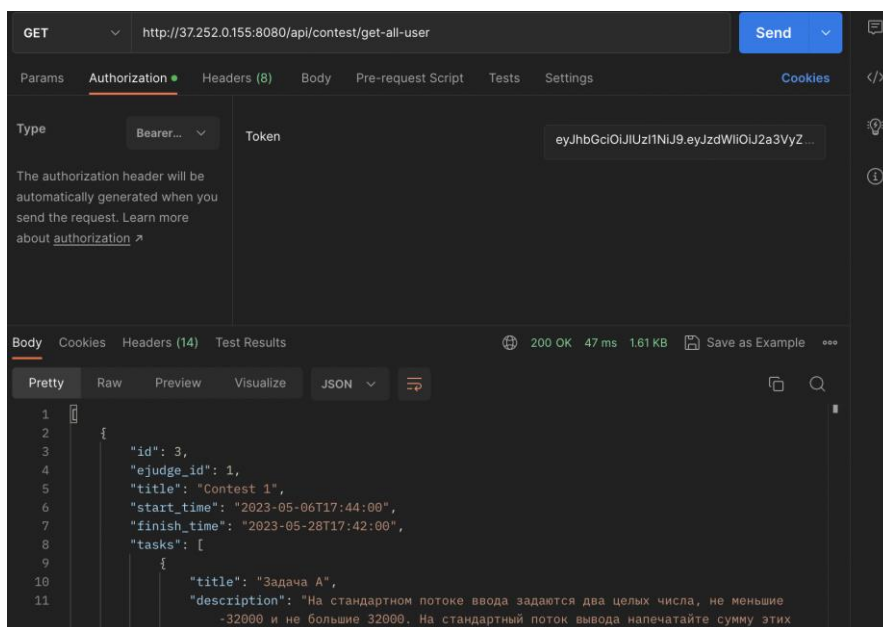 GET http://37.252.0.155:8080/api/contest/get-all-user Send
Params Authorization Headers (8) Body Pre-request Script Tests Settings Cookies
Type Bearer... Token eyJhbGciOiJIUzI1NiJ9.eyJzdWIiOiJ2a3VyZ...
The authorization header will be
automatically generated when you
send the request. Learn more
about authorization ↗
Body Cookies Headers (14) Test Results 200 OK 47 ms 1.61 KB Save as Example
Pretty Raw Preview Visualize JSON
1 [
2 {
3 "id": 3,
4 "ejudge_id": 1,
5 "title": "Contest 1",
6 "start_time": "2023-05-06T17:44:00",
7 "finish_time": "2023-05-28T17:42:00",
8 "tasks": [
9 {
10 "title": "Задача A",
11 "description": "На стандартном потоке ввода задаются два целых числа, не меньшие
-32000 и не большие 32000. На стандартный поток вывода напечатайте сумму этих